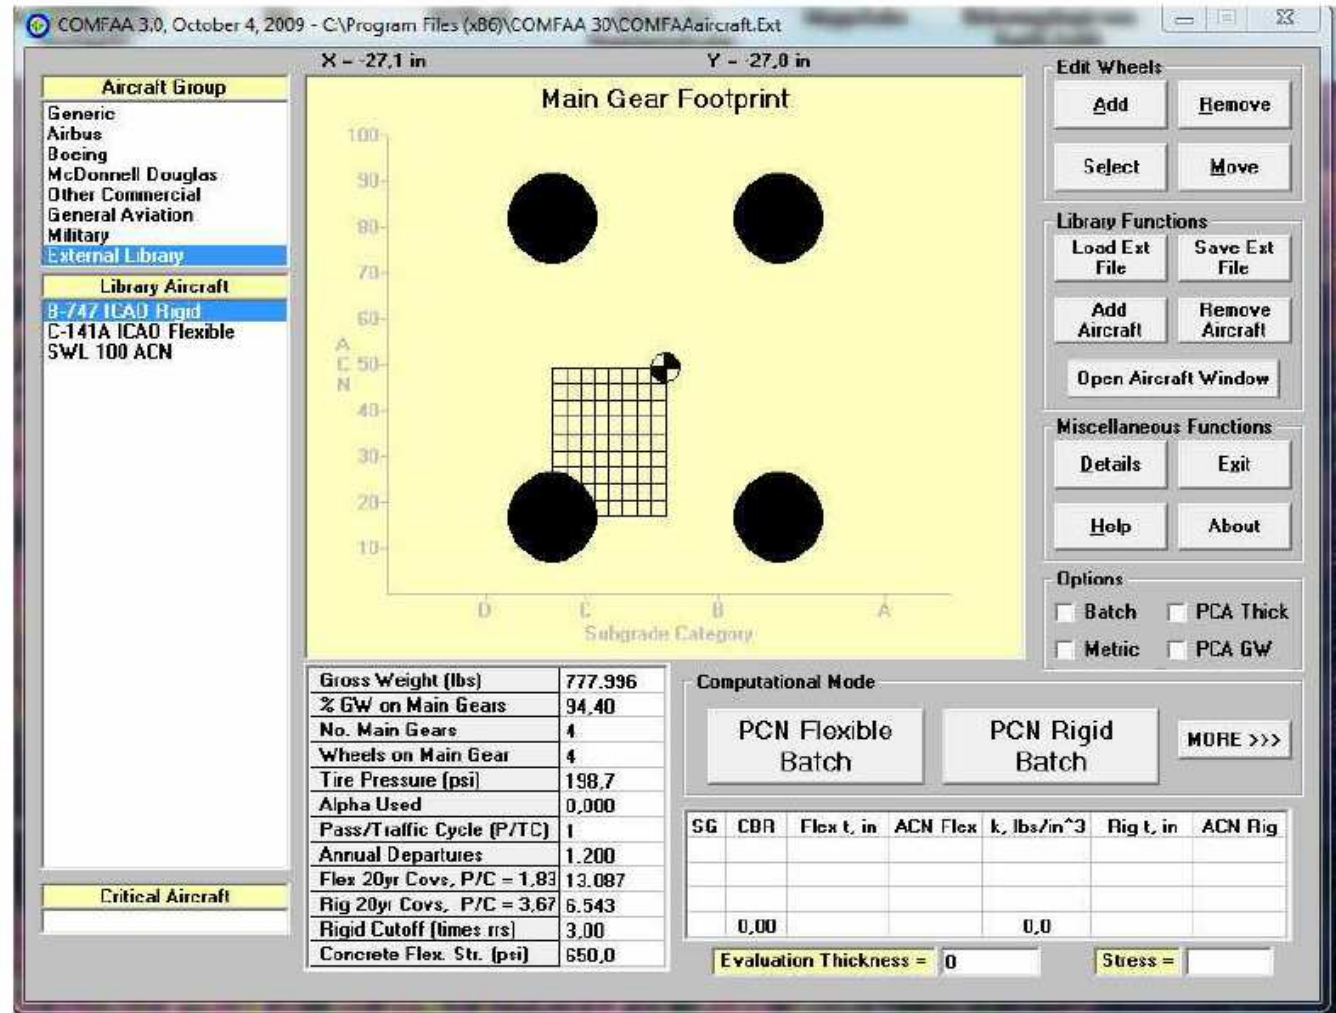 COMFAA 3.0, October 4, 2009 - C:\Program Files (x86)\COMFAA 30\COMFAAaircraft.Ext
X = -27,1 in Y = -27,0 in
Aircraft Group
Generic
Airbus
Boeing
McDonnell Douglas
Other Commercial
General Aviation
Military
External Library
Library Aircraft
B-747 ICAO Rigid
C-141A ICAO Flexible
SWL 100 ACN
Critical Aircraft
Main Gear Footprint
100
90
80
70
60
50
40
30
20
10
A
C
N
D C B A
Subgrade Category
Gross Weight (lbs) 777.996
% GW on Main Gears 94,40
No. Main Gears 4
Wheels on Main Gear 4
Tire Pressure (psi) 198,7
Alpha Used 0,000
Pass/Traffic Cycle (P/TC) 1
Annual Departures 1.200
Flex 20yr Covs, P/C = 1,83 13.087
Rig 20yr Covs, P/C = 3,67 6.543
Rigid Cutoff (times rrs) 3,00
Concrete Flex. Str. (psi) 650,0
Edit Wheels
Add Remove
Select Move
Library Functions
Load Ext File Save Ext File
Add Aircraft Remove Aircraft
Open Aircraft Window
Miscellaneous Functions
Details Exit
Help About
Options
Batch PCA Thick
Metric PCA GW
Computational Mode
PCN Flexible Batch PCN Rigid Batch MORE >>>
SG CBR Flex t, in ACN Flex k, lbs/in^3 Rig t, in ACN Rig
0,00 0,0
Evaluation Thickness = 0 Stress =